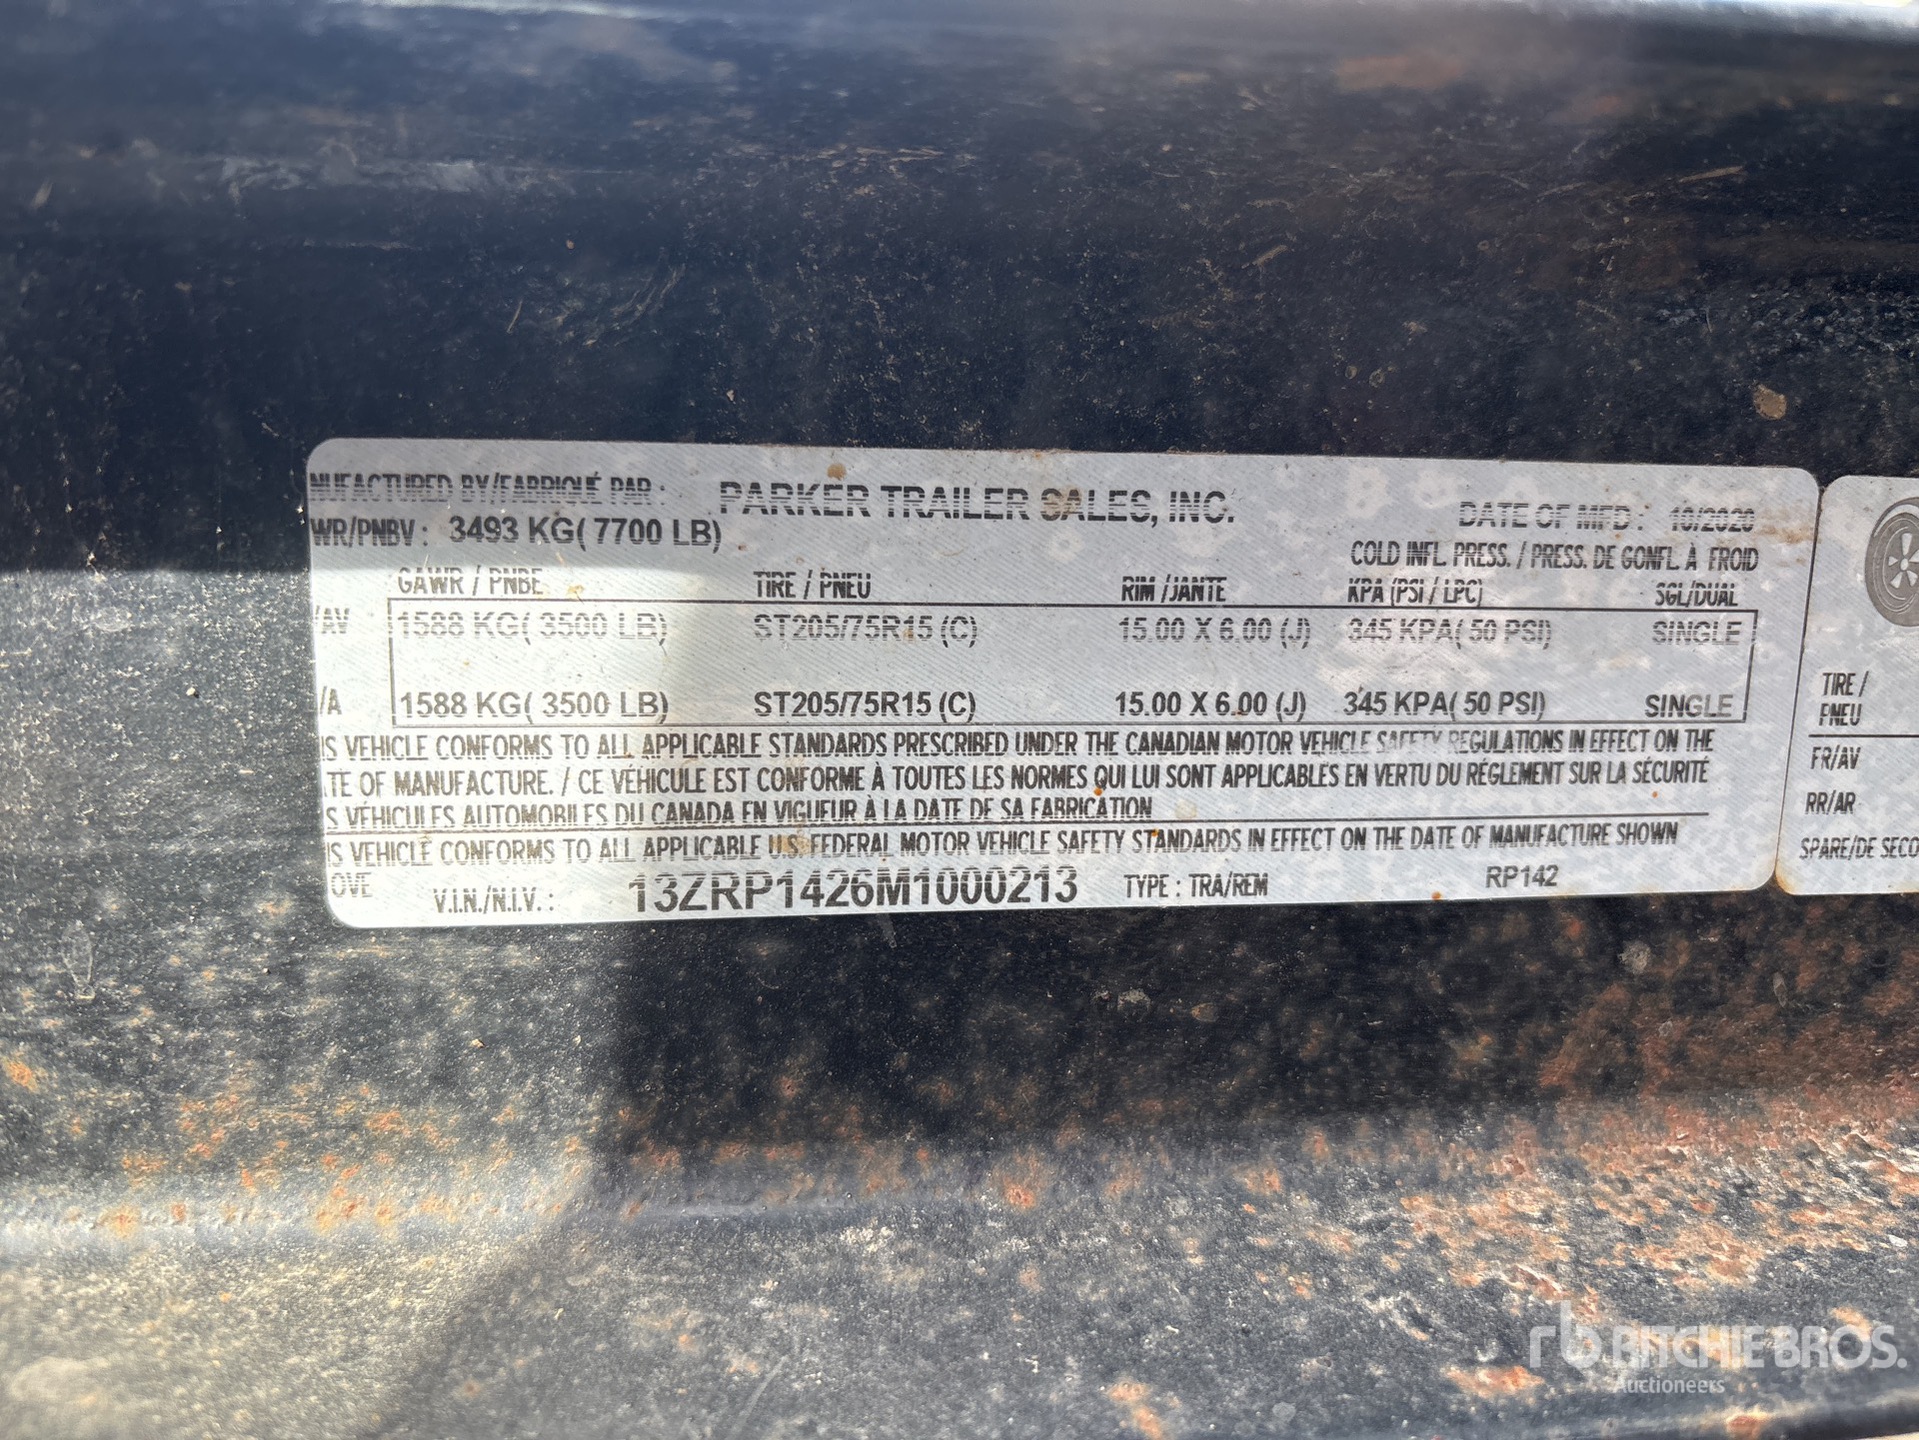 NUFACTURED BY/FABRIQUÉ PAR : PARKER TRAILER SALES, INC. DATE OF MFD : 10/2020
WR/PNBV : 3493 KG( 7700 LB)
COLD INFL. PRESS. / PRESS. DE GONFL. À FROID
GAWR / PNBE TIRE / PNEU RIM /JANTE KPA (PSI / LPC) SGL/DUAL
/AV 1588 KG( 3500 LB) ST205/75R15 (C) 15.00 X 6.00 (J) 345 KPA( 50 PSI) SINGLE
/A 1588 KG( 3500 LB) ST205/75R15 (C) 15.00 X 6.00 (J) 345 KPA( 50 PSI) SINGLE
IS VEHICLE CONFORMS TO ALL APPLICABLE STANDARDS PRESCRIBED UNDER THE CANADIAN MOTOR VEHICLE SAFETY REGULATIONS IN EFFECT ON THE
TE OF MANUFACTURE. / CE VÉHICULE EST CONFORME À TOUTES LES NORMES QUI LUI SONT APPLICABLES EN VERTU DU RÉGLEMENT SUR LA SÉCURITÉ
S VÉHICULES AUTOMOBILES DU CANADA EN VIGUEUR À LA DATE DE SA FABRICATION
IS VEHICLE CONFORMS TO ALL APPLICABLE U.S. FEDERAL MOTOR VEHICLE SAFETY STANDARDS IN EFFECT ON THE DATE OF MANUFACTURE SHOWN
OVE V.I.N./N.I.V. : 13ZRP1426M1000213 TYPE : TRA/REM RP142
TIRE /
PNEU
FR/AV
RR/AR
SPARE/DE SECO
rb RITCHIE BROS.
Auctioneers